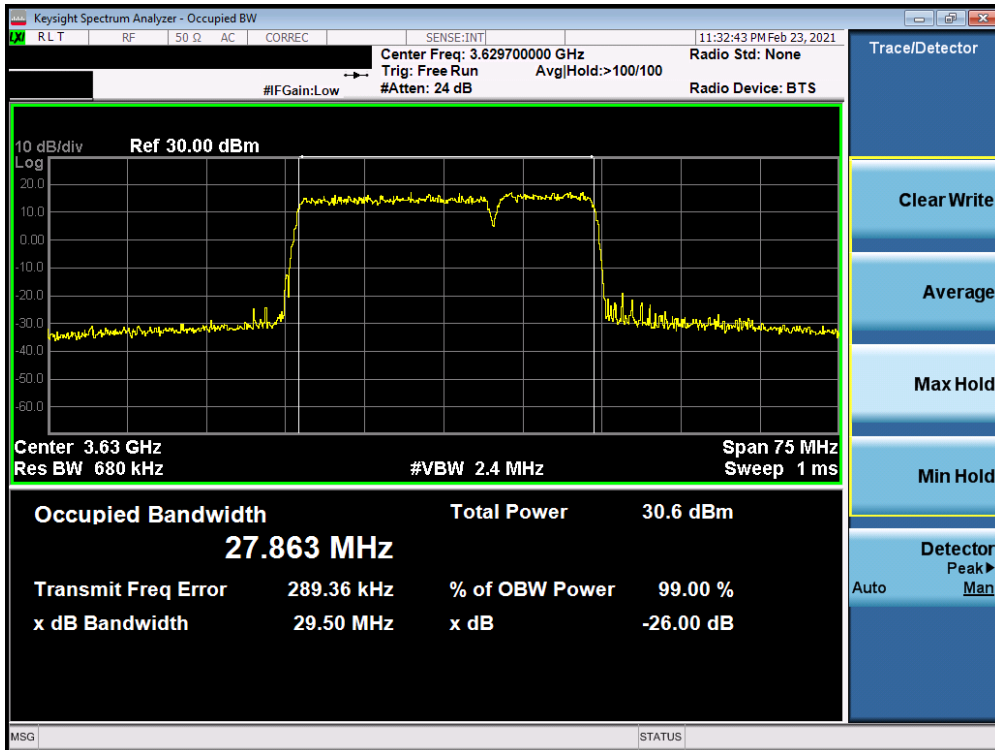 Keysight Spectrum Analyzer - Occupied BW
LXI RLT RF 50 Ω AC CORREC SENSE:INT 11:32:43 PM Feb 23, 2021
Center Freq: 3.629700000 GHz Radio Std: None
Trig: Free Run Avg|Hold:>100/100
#IFGain:Low #Atten: 24 dB Radio Device: BTS
10 dB/div Ref 30.00 dBm
Log
20.0
10.0
0.00
-10.0
-20.0
-30.0
-40.0
-50.0
-60.0
Center 3.63 GHz Span 75 MHz
Res BW 680 kHz #VBW 2.4 MHz Sweep 1 ms
Occupied Bandwidth Total Power 30.6 dBm
27.863 MHz
Transmit Freq Error 289.36 kHz % of OBW Power 99.00 %
x dB Bandwidth 29.50 MHz x dB -26.00 dB
MSG STATUS
Trace/Detector
Clear Write
Average
Max Hold
Min Hold
Detector
Peak▶
Auto Man